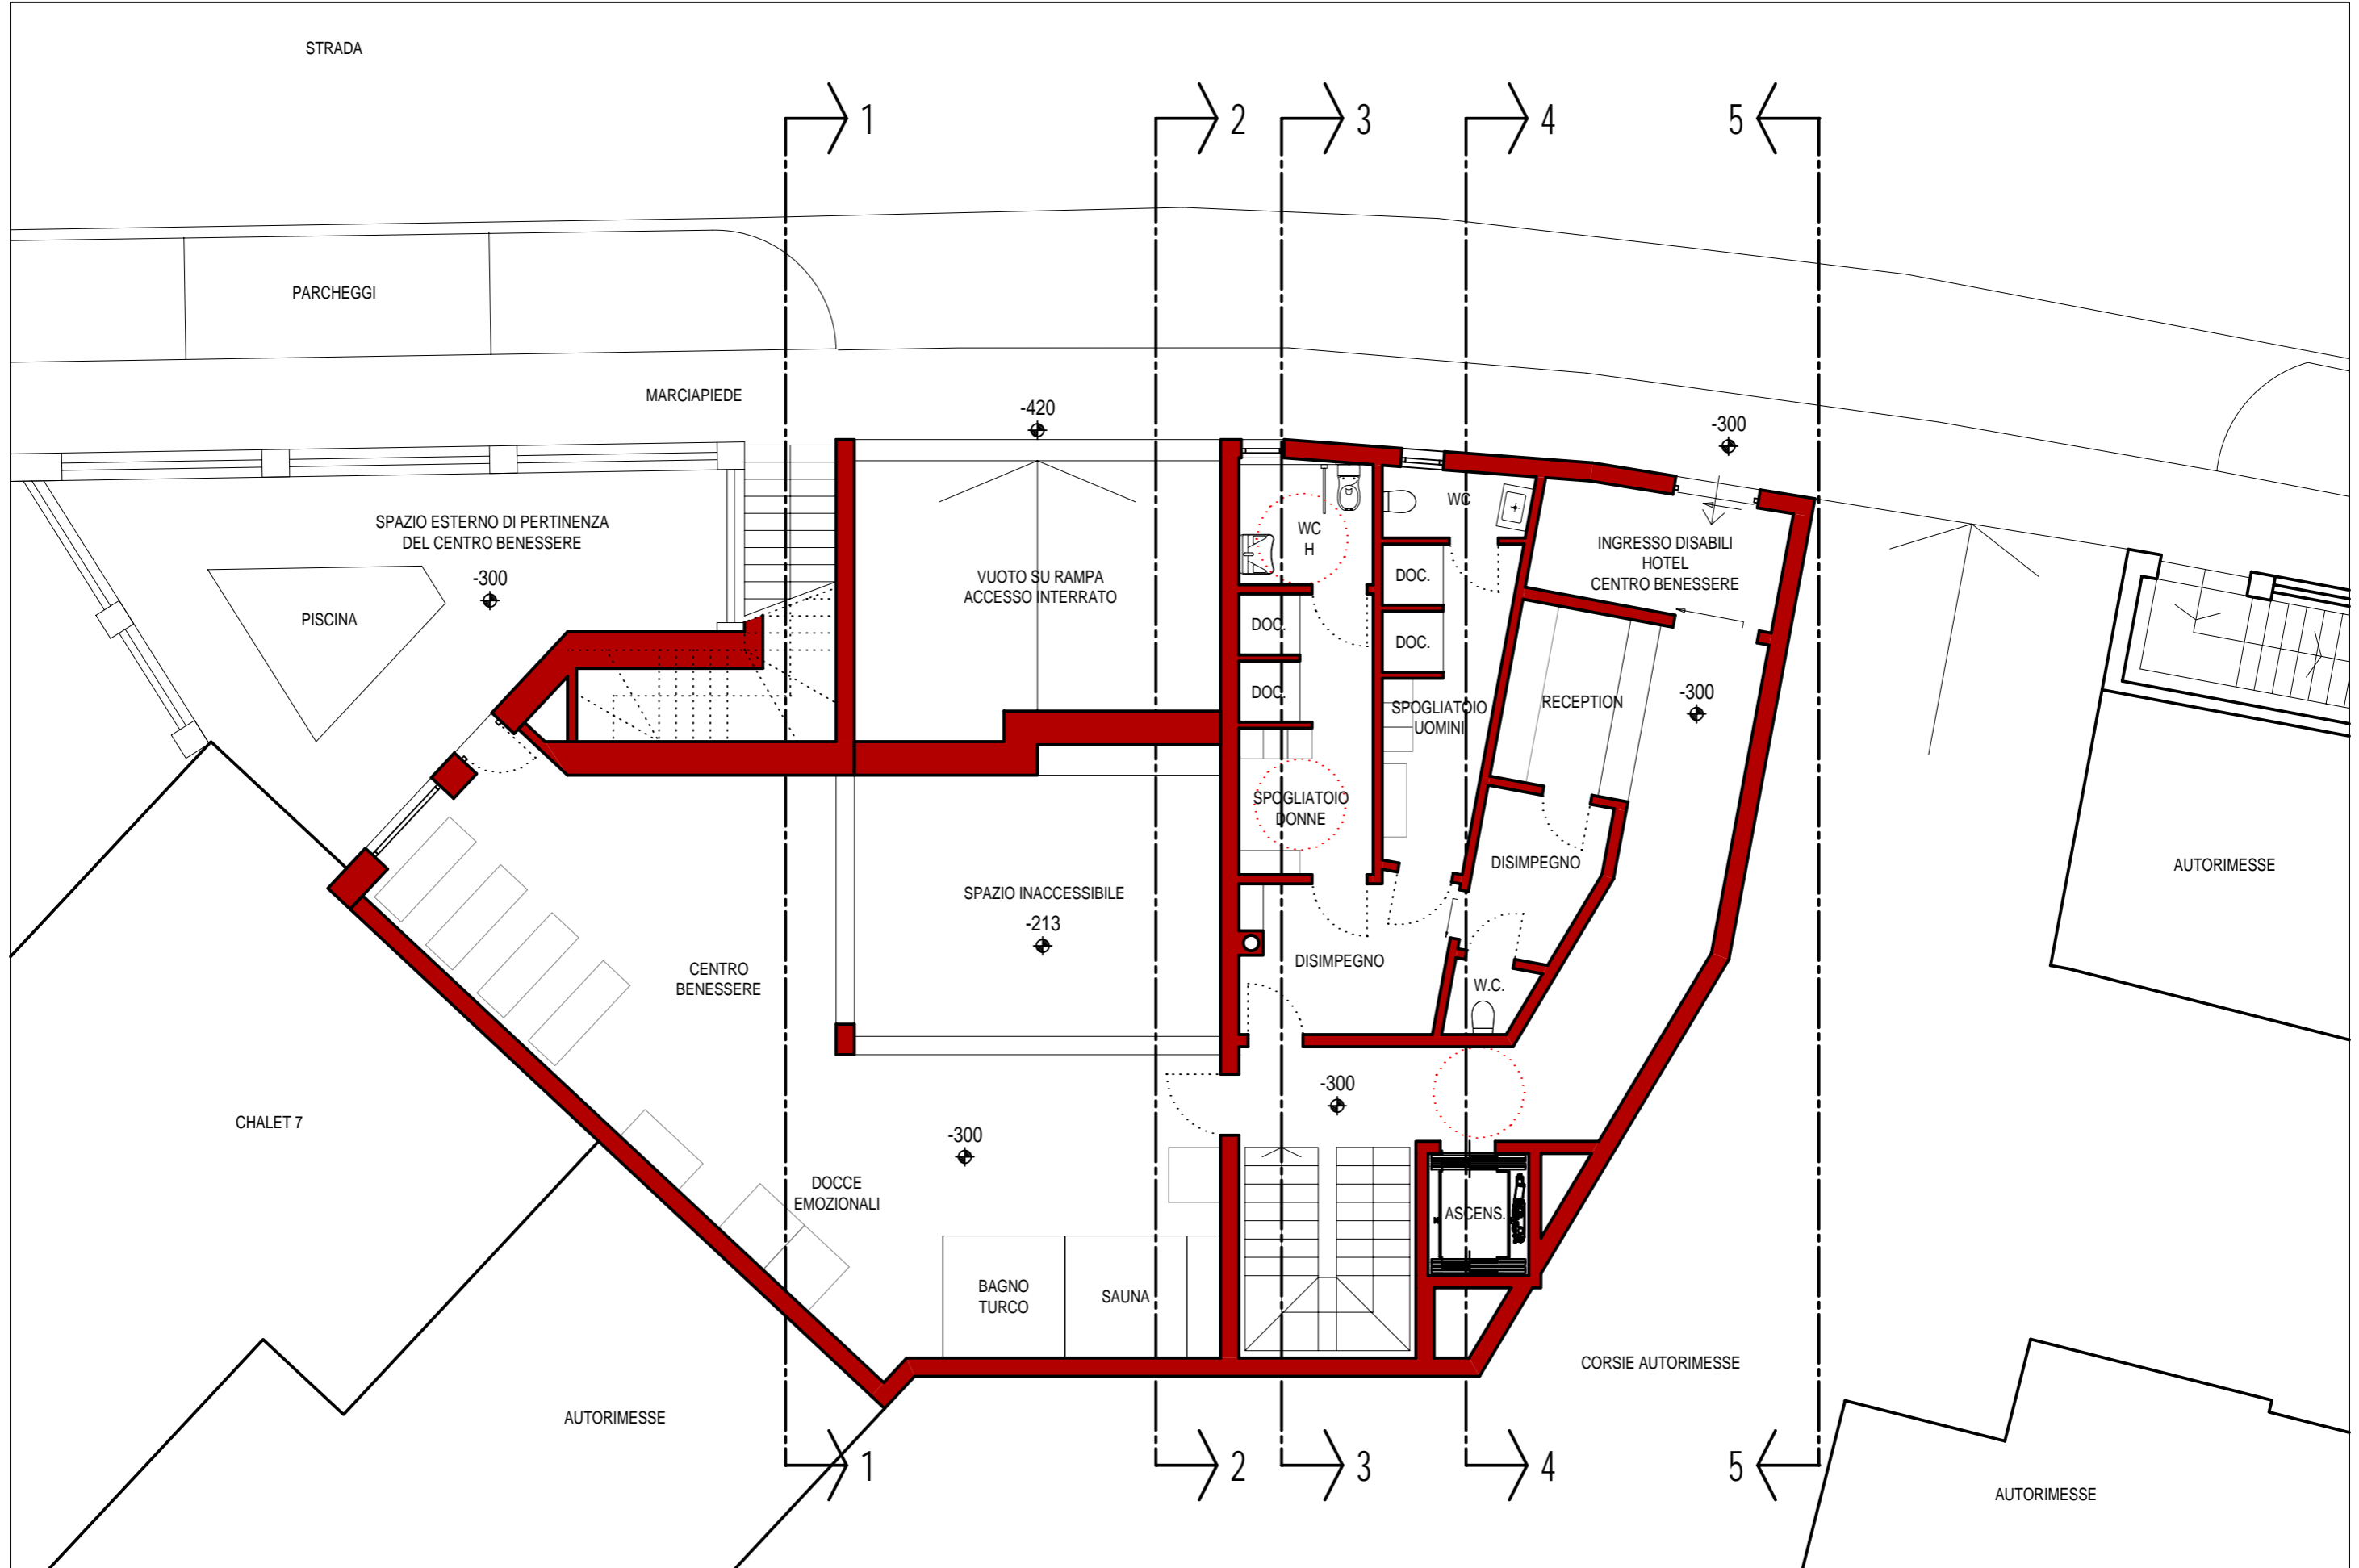 STRADA
1
2
3
4
5
PARCHEGGI
MARCIAPIEDE
-420
-300
SPAZIO ESTERNO DI PERTINENZA
DEL CENTRO BENESSERE
-300
PISCINA
VUOTO SU RAMPA
ACCESSO INTERRATO
WC
H
WC
INGRESSO DISABILI
HOTEL
CENTRO BENESSERE
DOC.
DOC.
DOC.
DOC.
SPOGLIATOIO
UOMINI
RECEPTION
-300
SPOGLIATOIO
DONNE
DISIMPEGNO
AUTORIMESSE
SPAZIO INACCESSIBILE
-213
CENTRO
BENESSERE
DISIMPEGNO
W.C.
-300
CHALET 7
-300
DOCCE
EMOZIONALI
ASCENS.
BAGNO
TURCO
SAUNA
CORSIE AUTORIMESSE
AUTORIMESSE
1
2
3
4
5
AUTORIMESSE